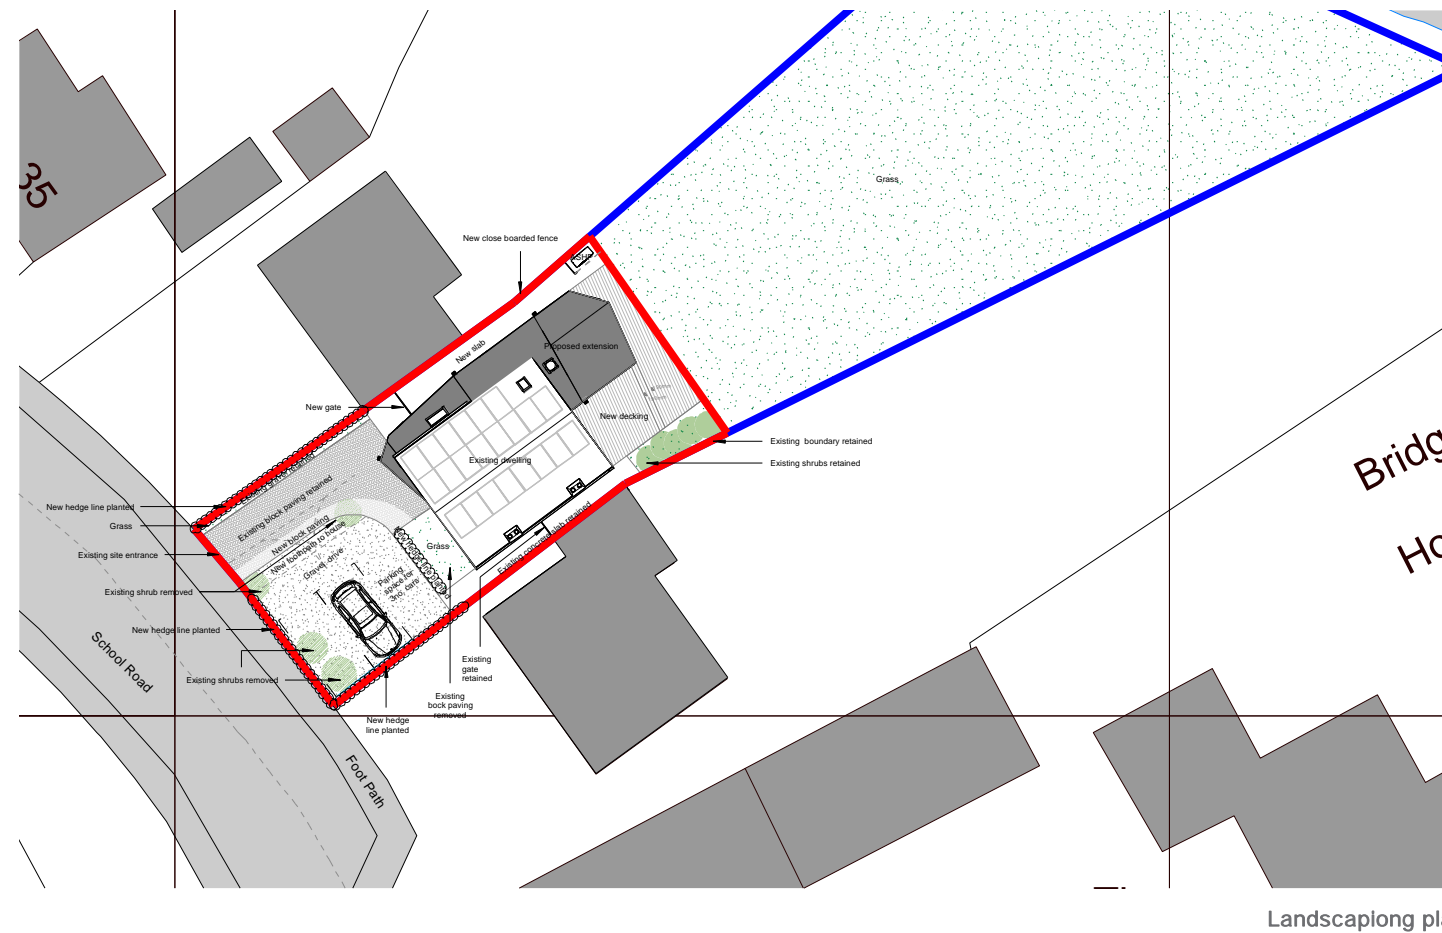 35
New close boarded fence
ASHP
Grass
New slab
Proposed extension
New gate
New decking
Existing boundary retained
Existing dwelling
Existing shrubs retained
Existing block paving retained
New hedge line planted
Grass
New block paving
New footpath to house
Existing site entrance
Gravel drive
Grass
Existing concrete slab retained
Parking
space for
3no. cars
Existing shrub removed
New hedge line planted
School Road
Existing
gate
retained
Existing shrubs removed
Existing
bock paving
removed
New hedge
line planted
Foot Path
Bridg
Ho
Landscapiong pla